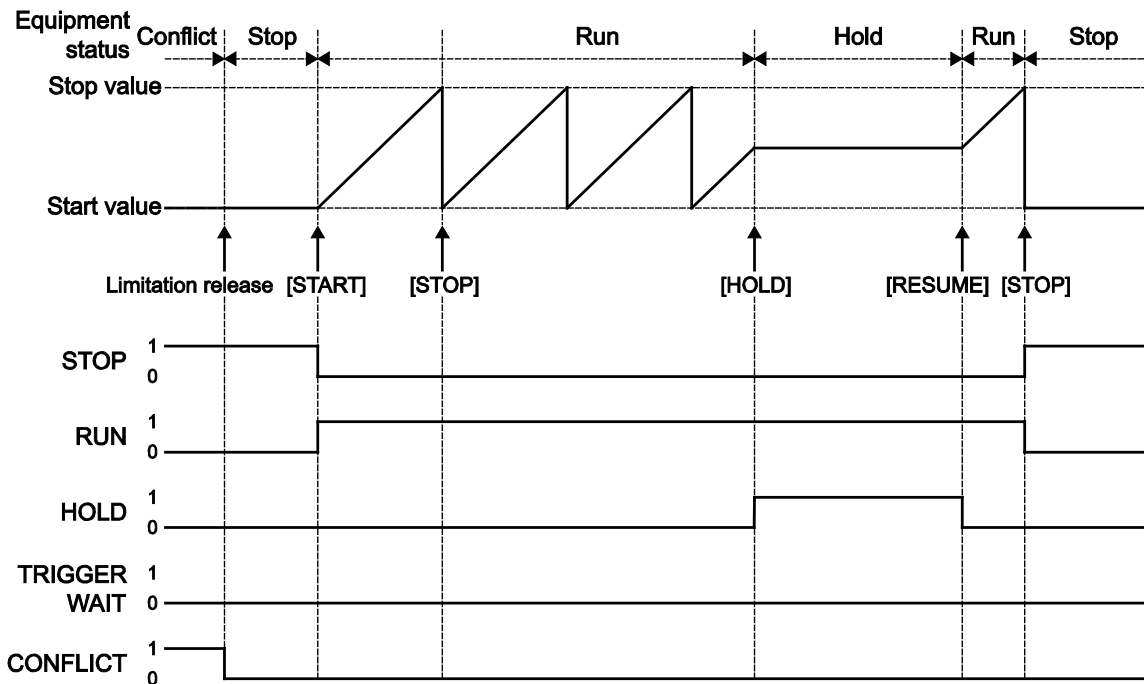 Equipment
status
Conflict Stop Run Hold Run Stop
Stop value
Start value
Limitation release [START] [STOP] [HOLD] [RESUME] [STOP]
STOP 1
0
RUN 1
0
HOLD 1
0
TRIGGER 1
WAIT 0
CONFLICT 1
0